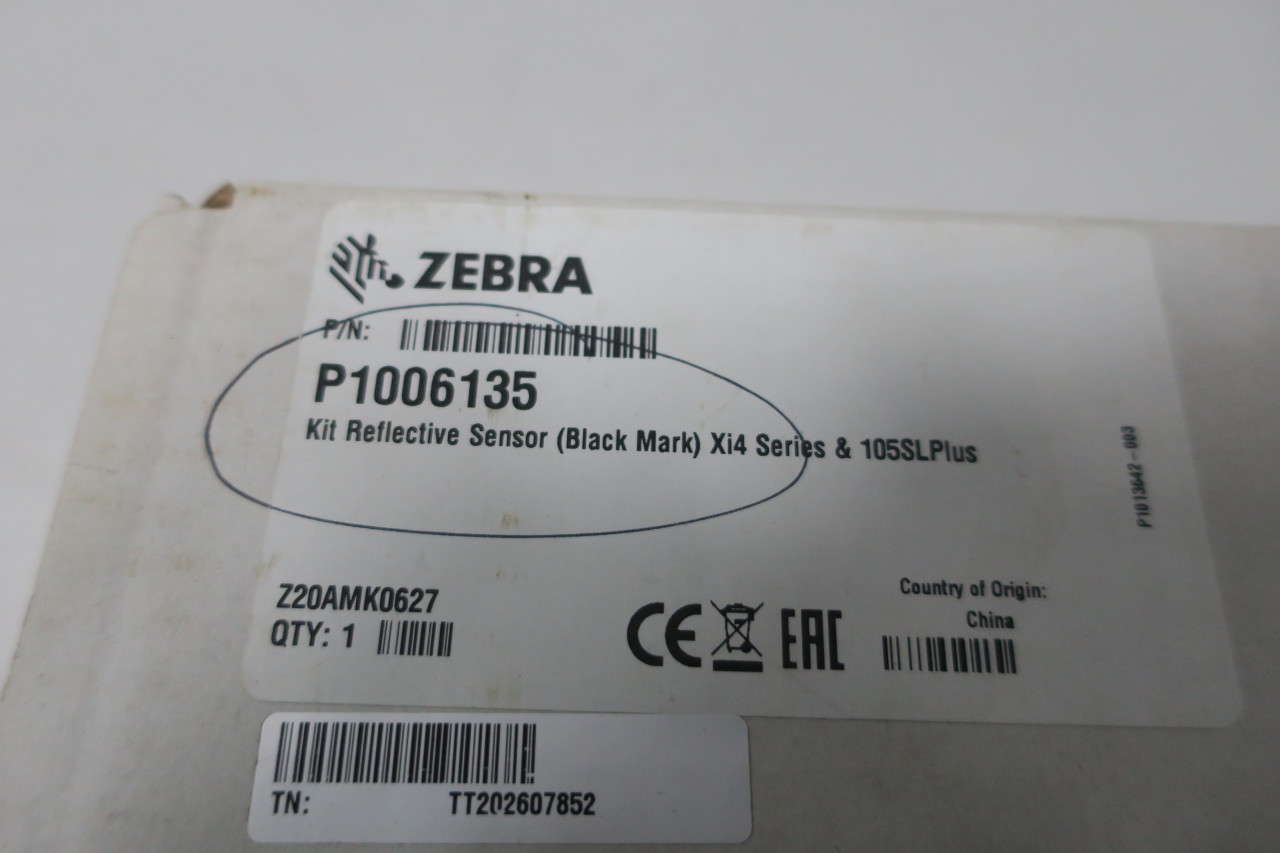 ZEBRA
P/N:
P1006135
Kit Reflective Sensor (Black Mark) Xi4 Series & 105SLPlus
P1013642-003
Z20AMK0627
QTY: 1
CE EAC
Country of Origin:
China
TN: TT202607852